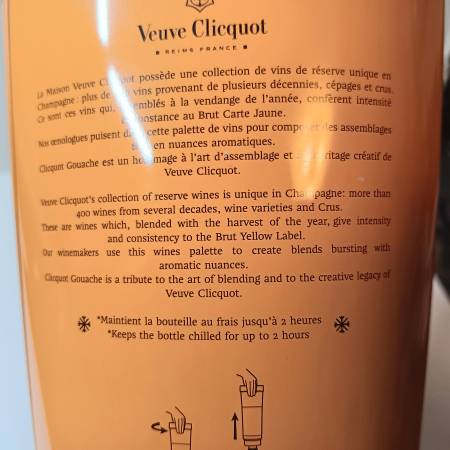 Veuve Clicquot
REIMS FRANCE
La Maison Veuve Clicquot possède une collection de vins de réserve unique en
Champagne : plus de vins provenant de plusieurs décennies, cépages et crus.
Ce sont ces vins qui, assemblés à la vendange de l'année, confèrent intensité
et constance au Brut Carte Jaune.
Nos œnologues puisent dans cette palette de vins pour composer des assemblages
en nuances aromatiques.
Clicquot Gouache est un hommage à l'art d'assemblage et à l'héritage créatif de
Veuve Clicquot.
Veuve Clicquot's collection of reserve wines is unique in Champagne: more than
400 wines from several decades, wine varieties and Crus.
These are wines which, blended with the harvest of the year, give intensity
and consistency to the Brut Yellow Label.
Our winemakers use this wines palette to create blends bursting with
aromatic nuances.
Clicquot Gouache is a tribute to the art of blending and to the creative legacy of
Veuve Clicquot.
*Maintient la bouteille au frais jusqu'à 2 heures
*Keeps the bottle chilled for up to 2 hours